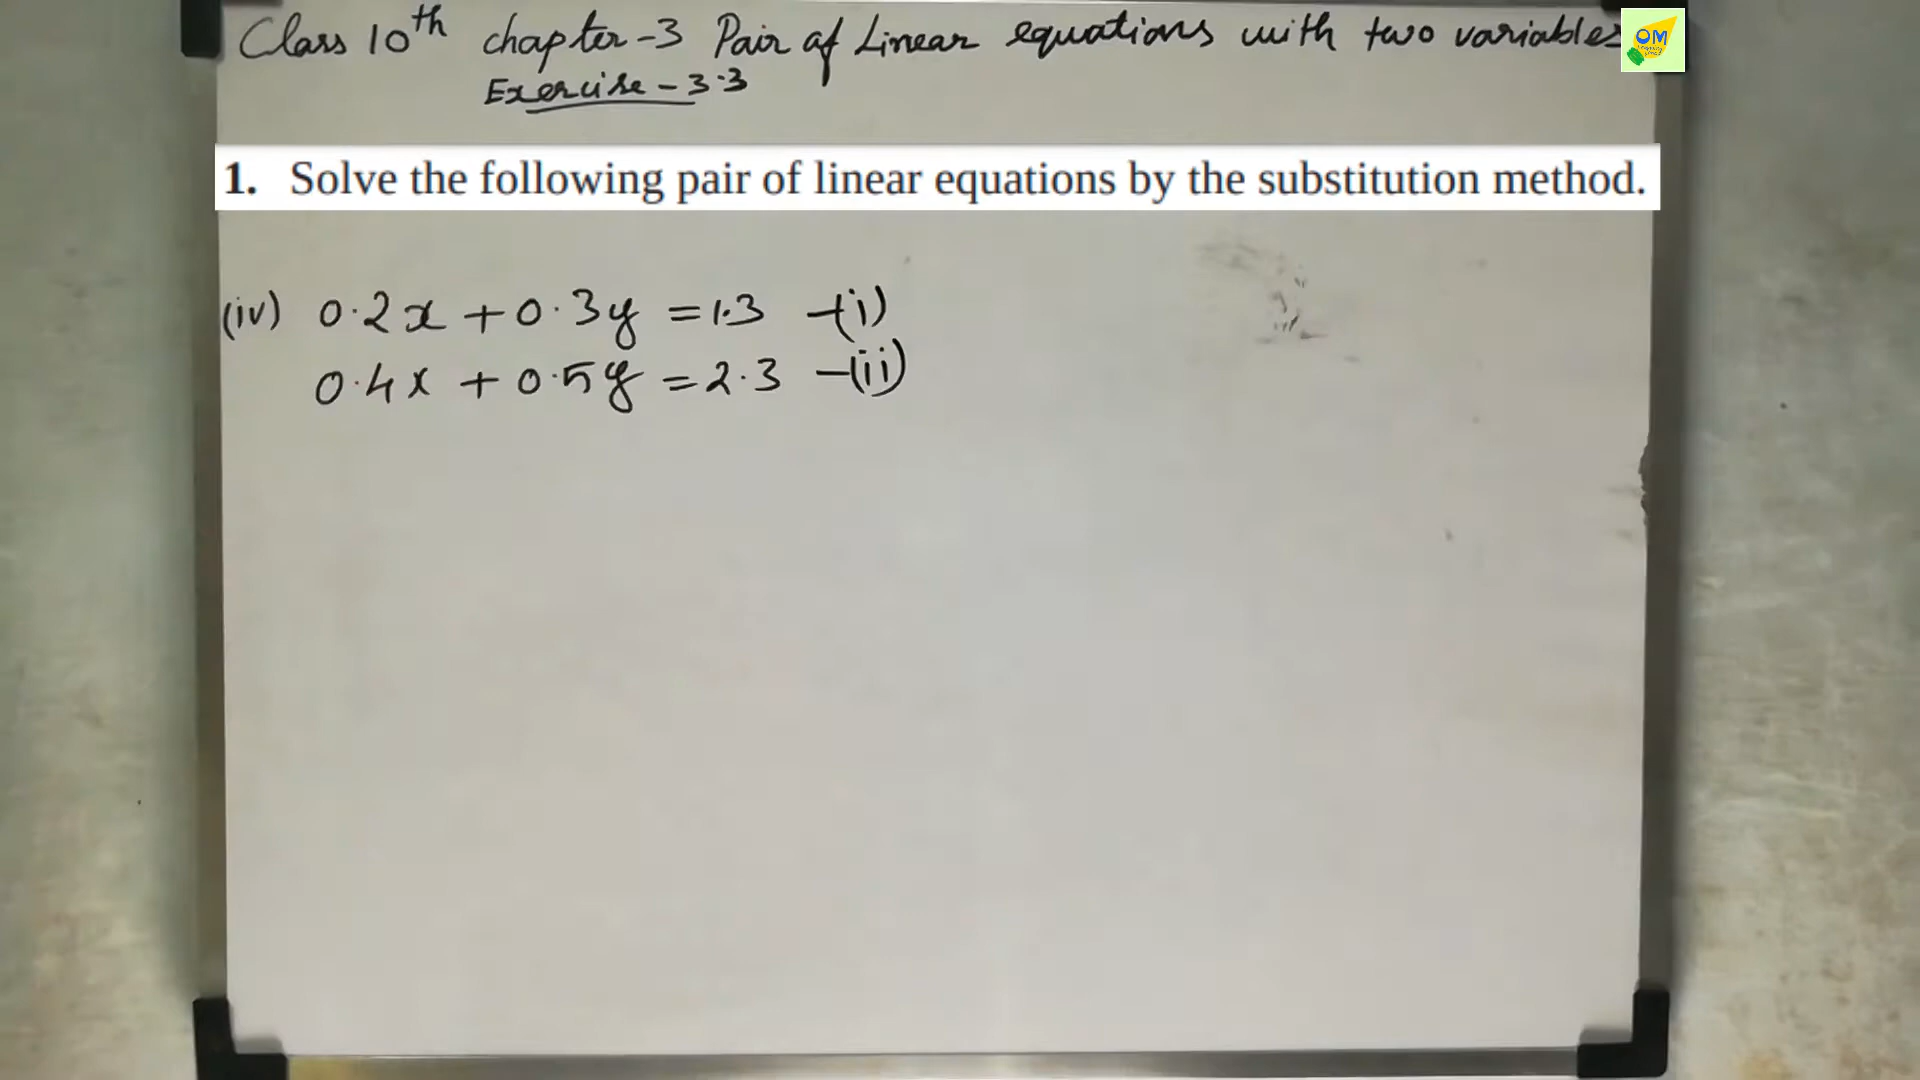 Class 10th chapter-3 Pair of Linear equations with two variables
Exercise - 3.3
OM
1. Solve the following pair of linear equations by the substitution method.
(iv) 0.2x + 0.3y = 1.3 -(i)
0.4x + 0.5y = 2.3 -(ii)